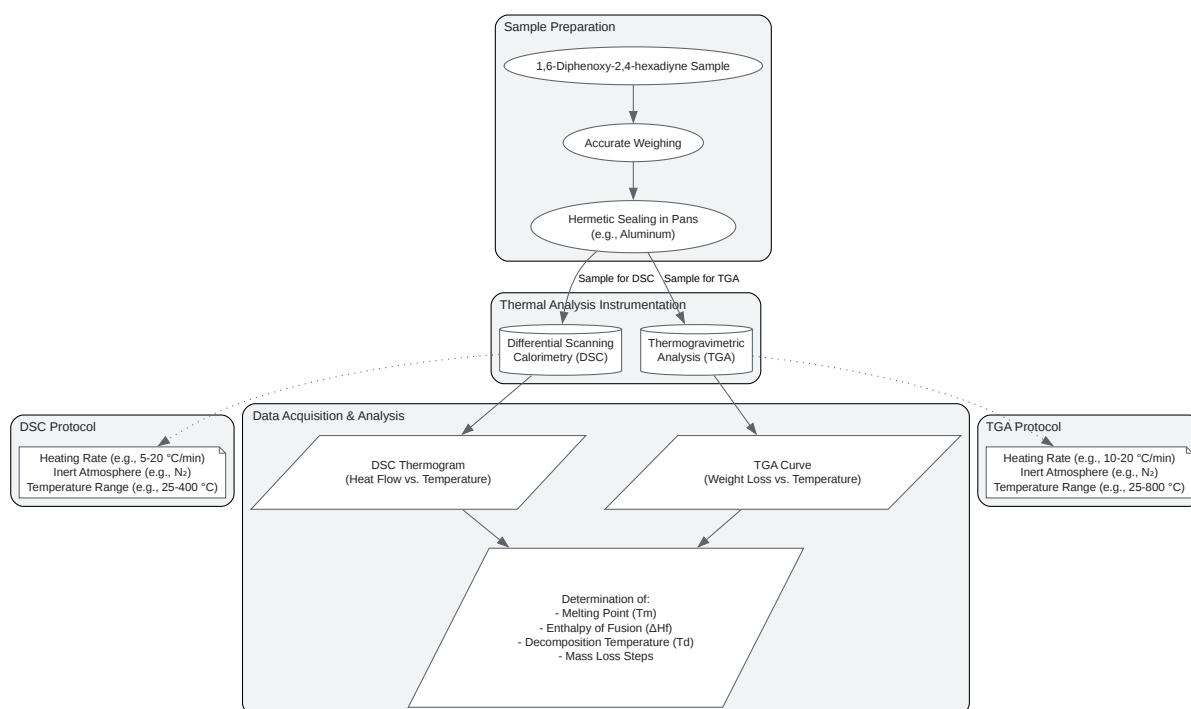 Sample Preparation
1,6-Diphenoxy-2,4-hexadiyne Sample
Accurate Weighing
Hermetic Sealing in Pans
(e.g., Aluminum)
Sample for DSC
Sample for TGA
Thermal Analysis Instrumentation
Differential Scanning
Calorimetry (DSC)
Thermogravimetric
Analysis (TGA)
DSC Protocol
Heating Rate (e.g., 5-20 °C/min)
Inert Atmosphere (e.g., N₂)
Temperature Range (e.g., 25-400 °C)
Data Acquisition & Analysis
DSC Thermogram
(Heat Flow vs. Temperature)
TGA Curve
(Weight Loss vs. Temperature)
TGA Protocol
Heating Rate (e.g., 10-20 °C/min)
Inert Atmosphere (e.g., N₂)
Temperature Range (e.g., 25-800 °C)
Determination of:
- Melting Point (Tm)
- Enthalpy of Fusion (ΔHf)
- Decomposition Temperature (Td)
- Mass Loss Steps